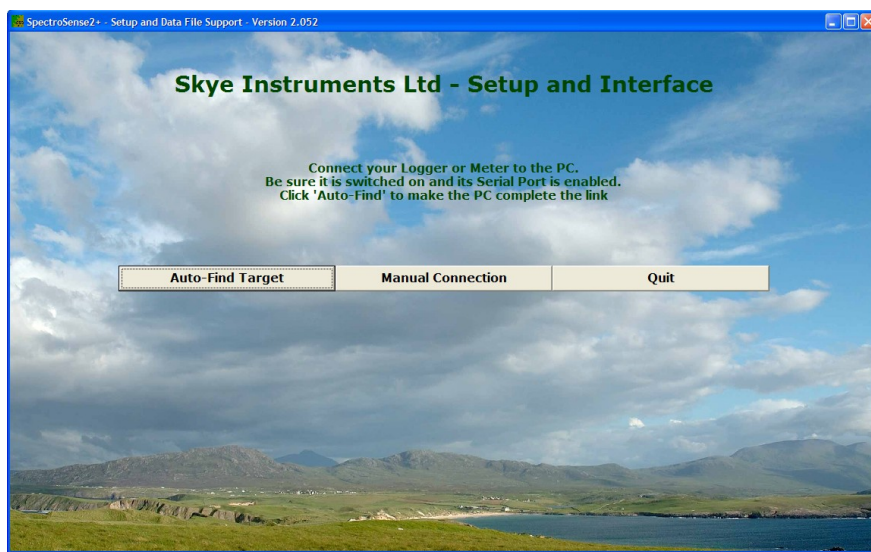 SpectroSense2+ - Setup and Data File Support - Version 2.052
Skye Instruments Ltd - Setup and Interface
Connect your Logger or Meter to the PC.
Be sure it is switched on and its Serial Port is enabled.
Click 'Auto-Find' to make the PC complete the link
Auto-Find Target
Manual Connection
Quit